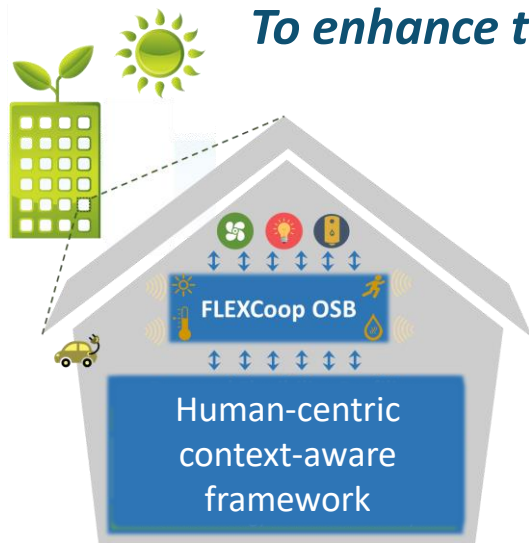 To enhance t
FLEXCoop OSB
Human-centric
context-aware
framework